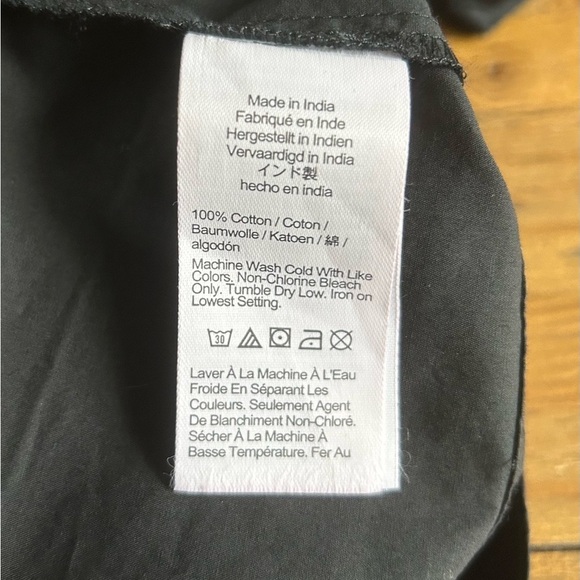 Made in India
Fabriqué en Inde
Hergestellt in Indien
Vervaardigd in India
インド製
hecho en india
100% Cotton / Coton /
Baumwolle / Katoen / 綿 /
algodón
Machine Wash Cold With Like
Colors. Non-Chlorine Bleach
Only. Tumble Dry Low. Iron on
Lowest Setting.
30
Laver À La Machine À L'Eau
Froide En Séparant Les
Couleurs. Seulement Agent
De Blanchiment Non-Chloré.
Sécher À La Machine À
Basse Température. Fer Au